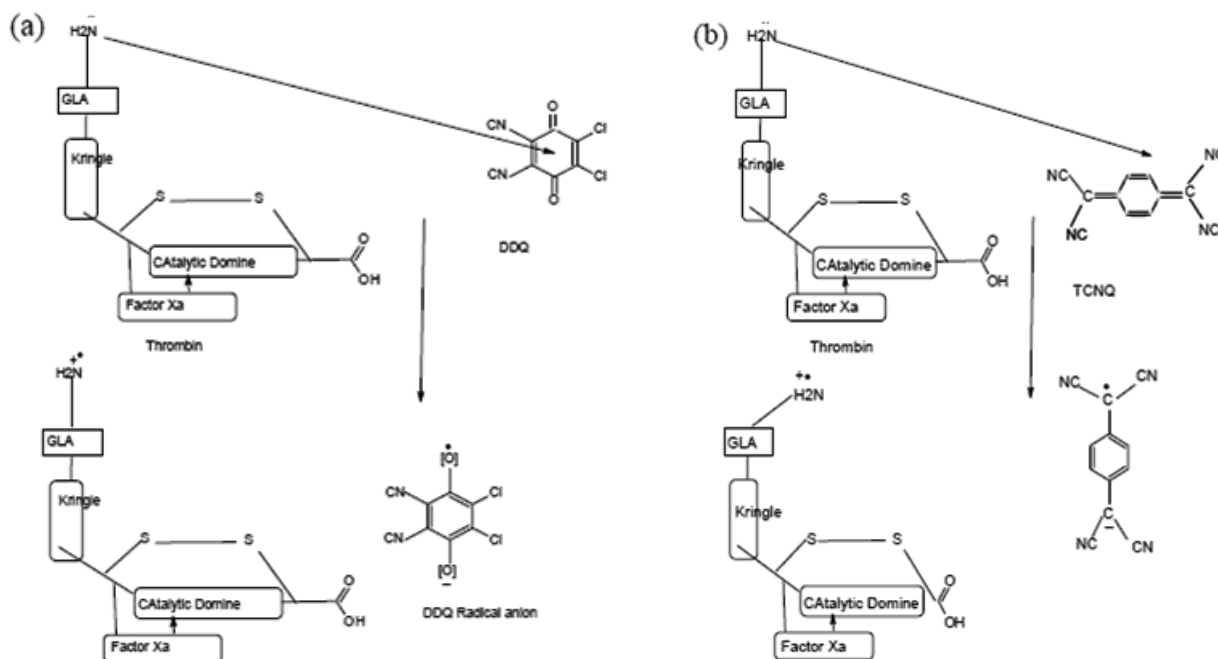 (a)
H2N
GLA
Kringle
S S
CAtalytic Domine
O
OH
Factor Xa
Thrombin
O
CN Cl
CN Cl
O
DDQ
+•
H2N
GLA
Kringle
S S
CAtalytic Domine
O
OH
Factor Xa
•
[O]
CN Cl
CN Cl
[O]
–
DDQ Radical anion
(b)
H2N
GLA
Kringle
S S
CAtalytic Domine
O
OH
Factor Xa
Thrombin
NC NC
C C
NC NC
TCNQ
+•
H2N
GLA
Kringle
S S
CAtalytic Domine
O
OH
Factor Xa
NC • CN
C
C
–
NC CN